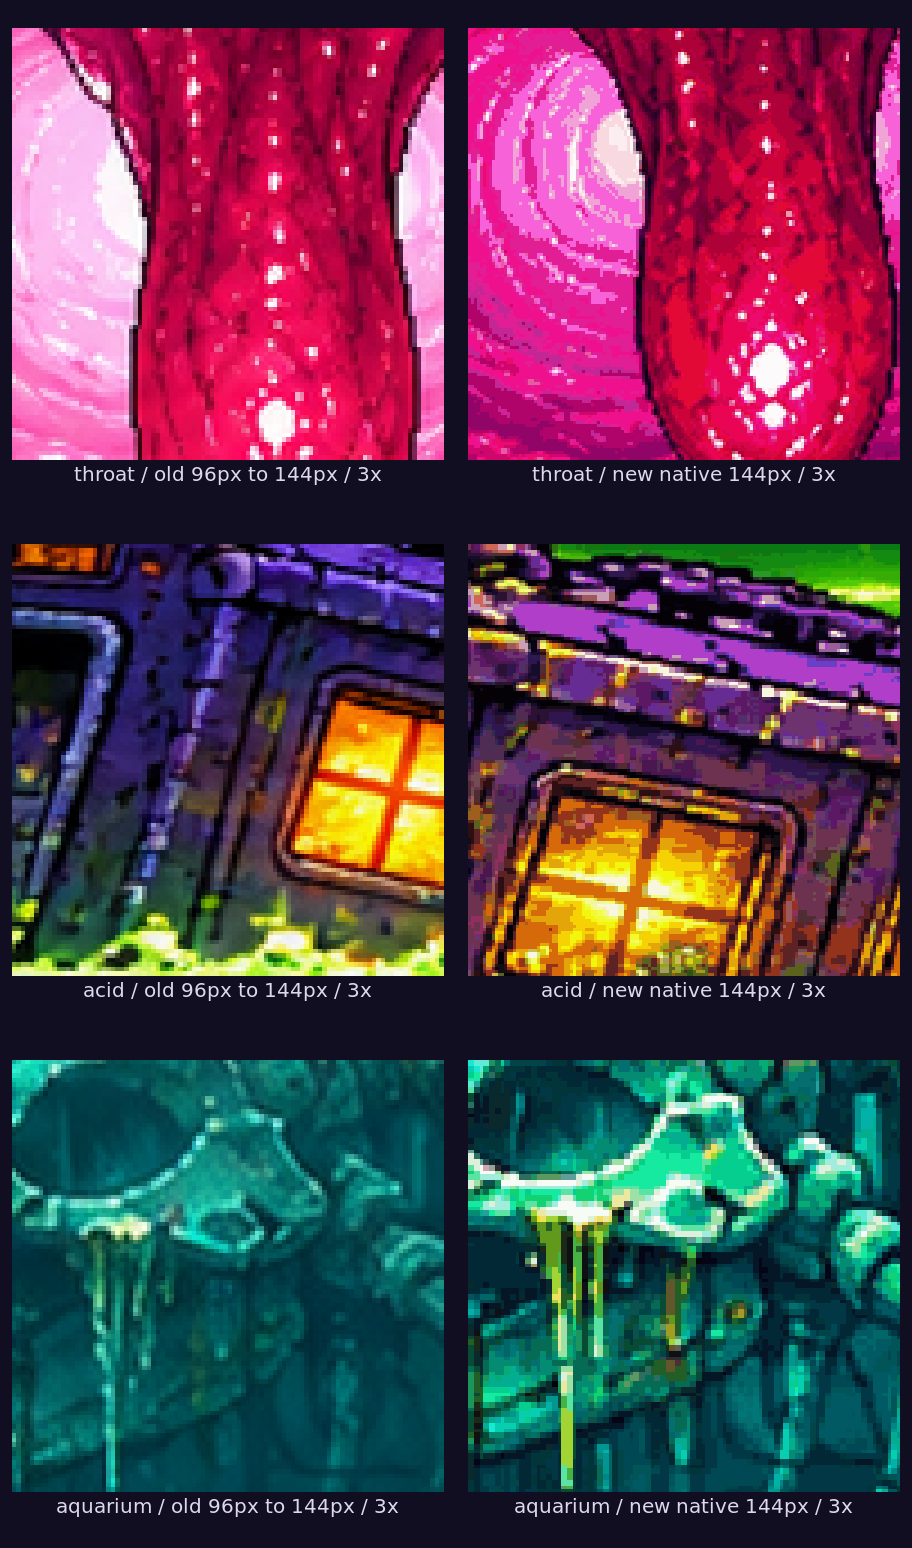 throat / old 96px to 144px / 3x
throat / new native 144px / 3x
acid / old 96px to 144px / 3x
acid / new native 144px / 3x
aquarium / old 96px to 144px / 3x
aquarium / new native 144px / 3x